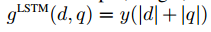 g^LSTM(d, q) = y(|d| + |q|)